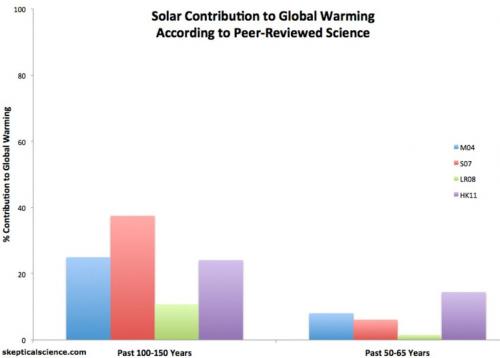 Solar Contribution to Global Warming
According to Peer-Reviewed Science
% Contribution to Global Warming
100
80
60
40
20
0
M04
S07
LR08
HK11
Past 100-150 Years
Past 50-65 Years
skepticalscience.com